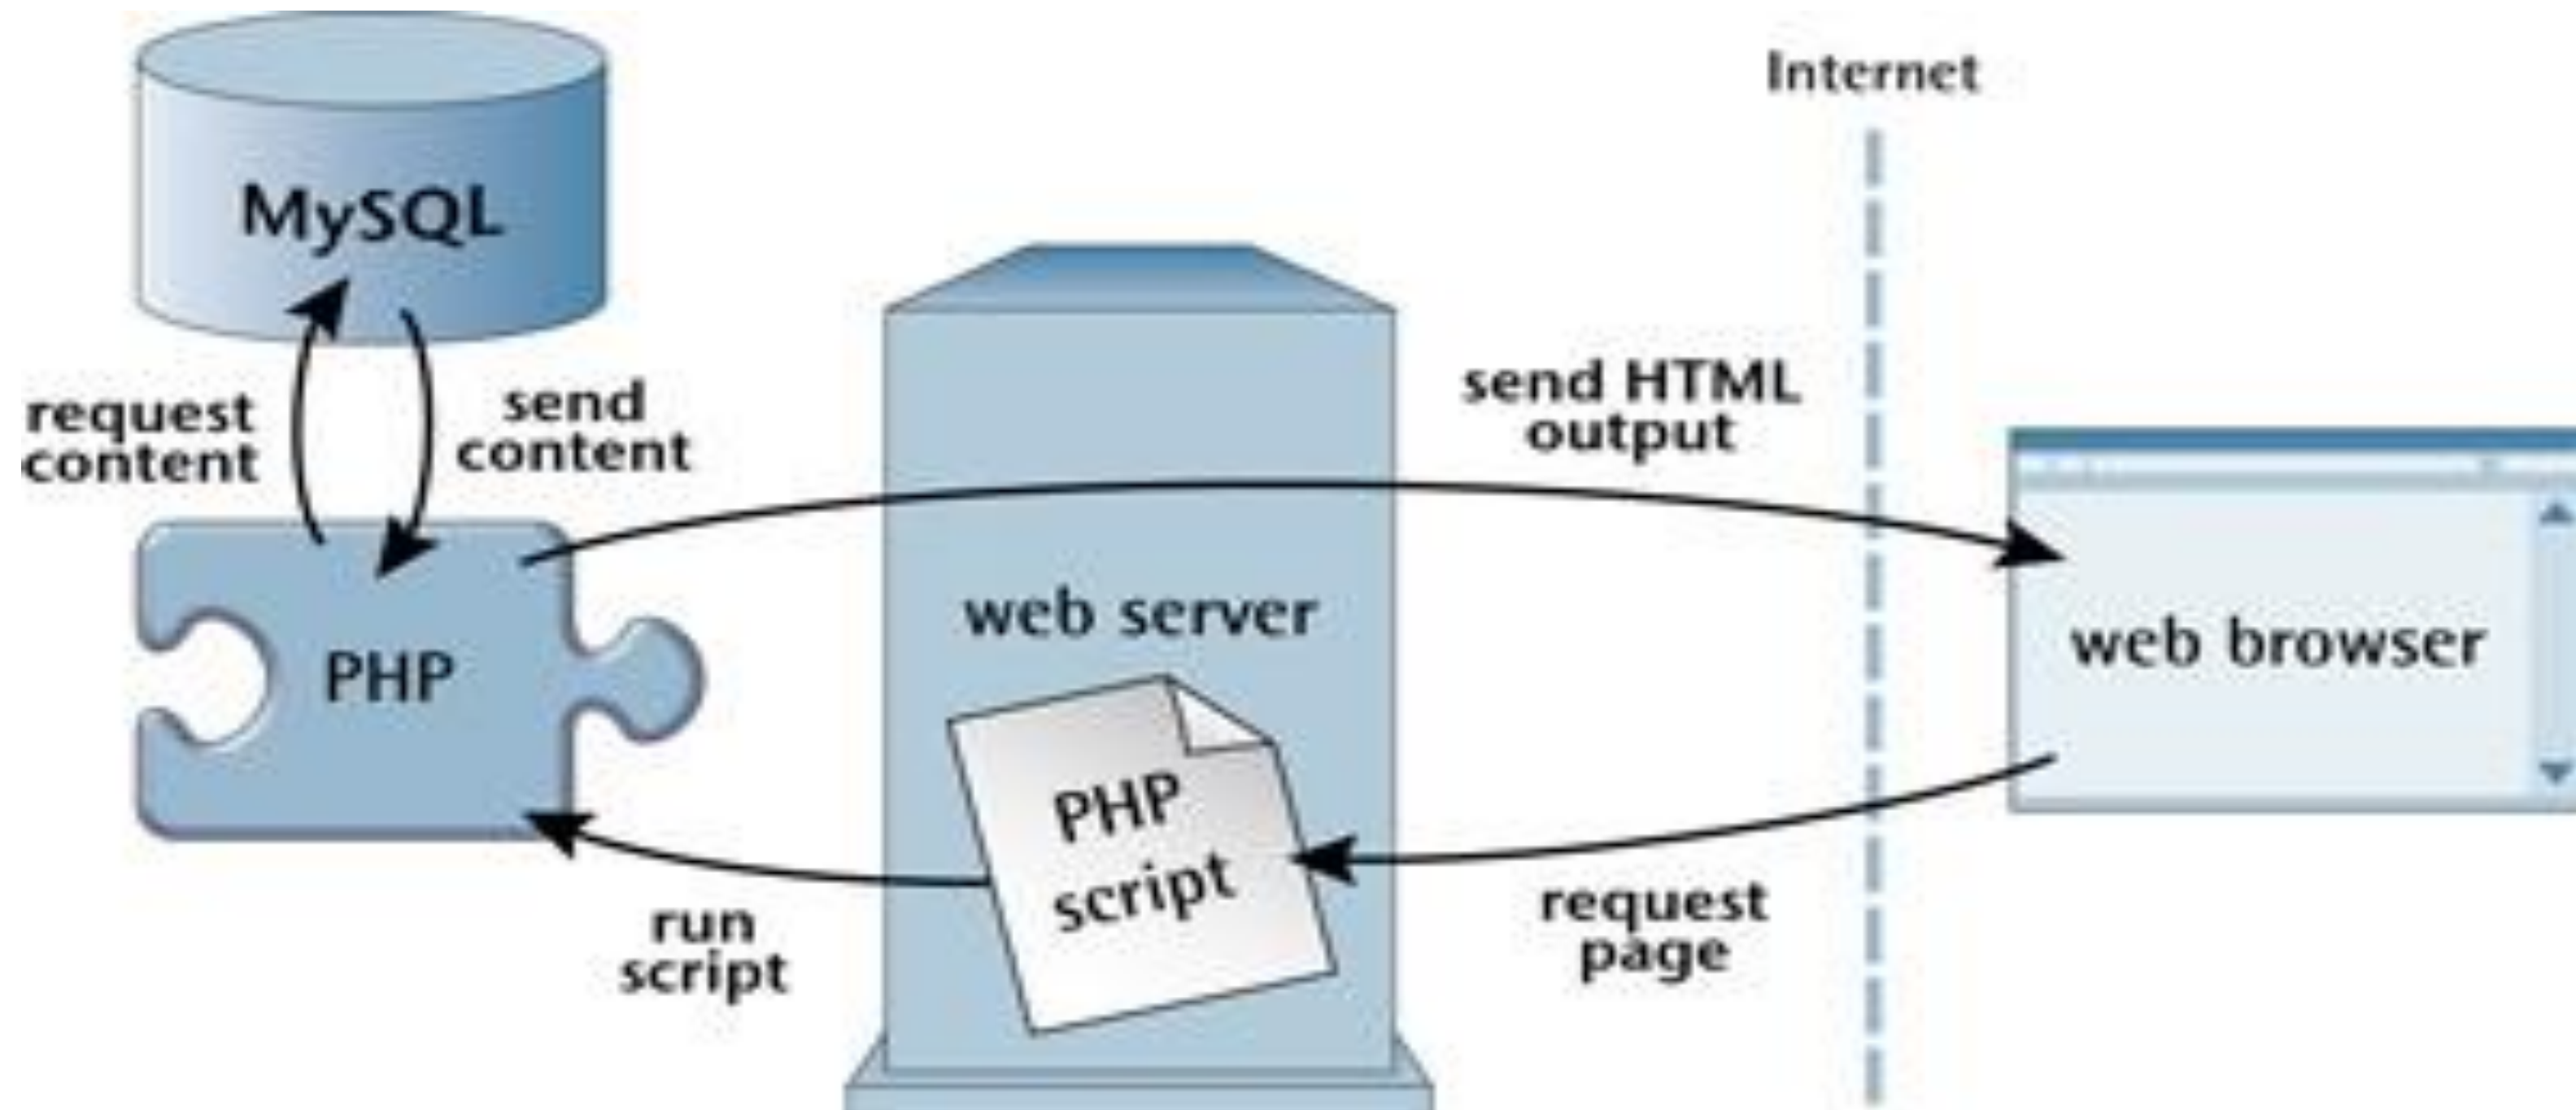 MySQL
Internet
request
content
send
content
send HTML
output
PHP
web server
web browser
PHP
script
run
script
request
page